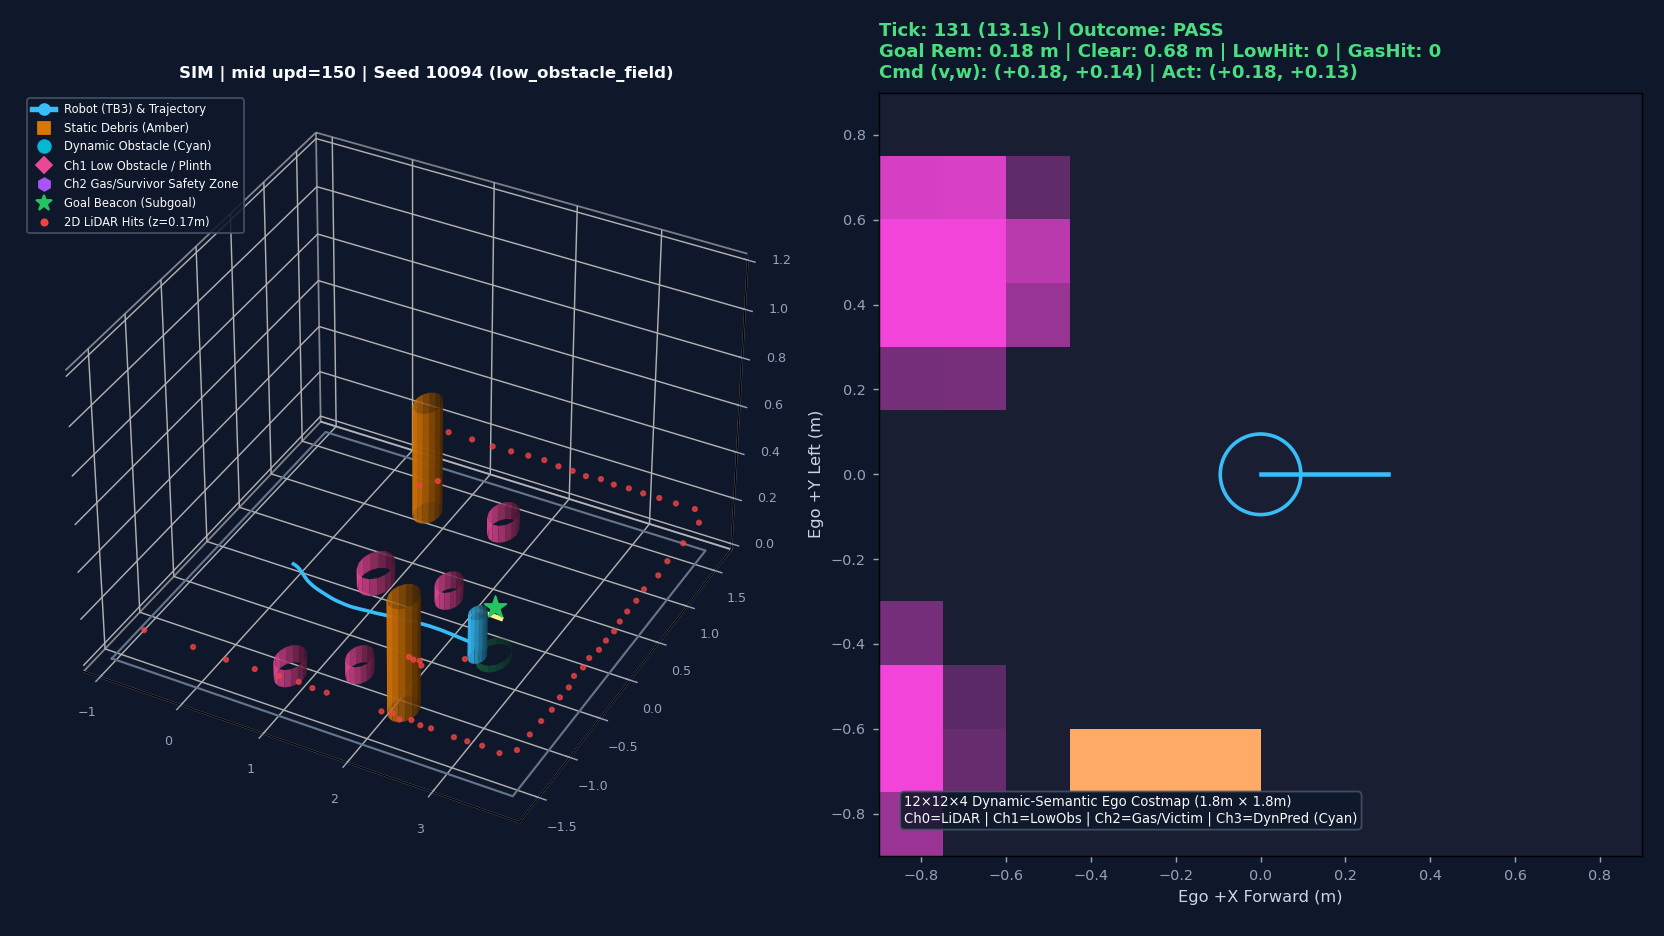 SIM | mid upd=150 | Seed 10094 (low_obstacle_field)
Robot (TB3) & Trajectory
Static Debris (Amber)
Dynamic Obstacle (Cyan)
Ch1 Low Obstacle / Plinth
Ch2 Gas/Survivor Safety Zone
Goal Beacon (Subgoal)
2D LiDAR Hits (z=0.17m)
1.2
1.0
0.8
0.6
0.4
0.2
0.0
1.5
1.0
0.5
0.0
−0.5
−1.0
−1.5
−1
0
1
2
3
Tick: 131 (13.1s) | Outcome: PASS
Goal Rem: 0.18 m | Clear: 0.68 m | LowHit: 0 | GasHit: 0
Cmd (v,w): (+0.18, +0.14) | Act: (+0.18, +0.13)
Ego +Y Left (m)
0.8
0.6
0.4
0.2
0.0
−0.2
−0.4
−0.6
−0.8
12×12×4 Dynamic-Semantic Ego Costmap (1.8m × 1.8m)
Ch0=LiDAR | Ch1=LowObs | Ch2=Gas/Victim | Ch3=DynPred (Cyan)
−0.8 −0.6 −0.4 −0.2 0.0 0.2 0.4 0.6 0.8
Ego +X Forward (m)